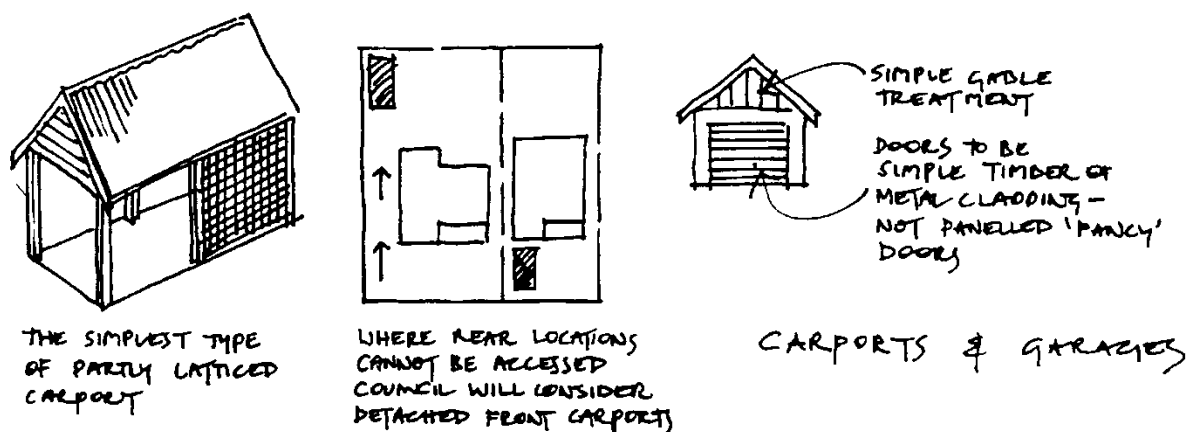 THE SIMPLEST TYPE
OF PARTLY LATTICED
CARPORT
WHERE REAR LOCATIONS
CANNOT BE ACCESSED
COUNCIL WILL CONSIDER
DETACHED FRONT CARPORTS
SIMPLE GABLE
TREATMENT
DOORS TO BE
SIMPLE TIMBER OR
METAL CLADDING -
NOT PANELLED 'FANCY'
DOORS
CARPORTS & GARAGES